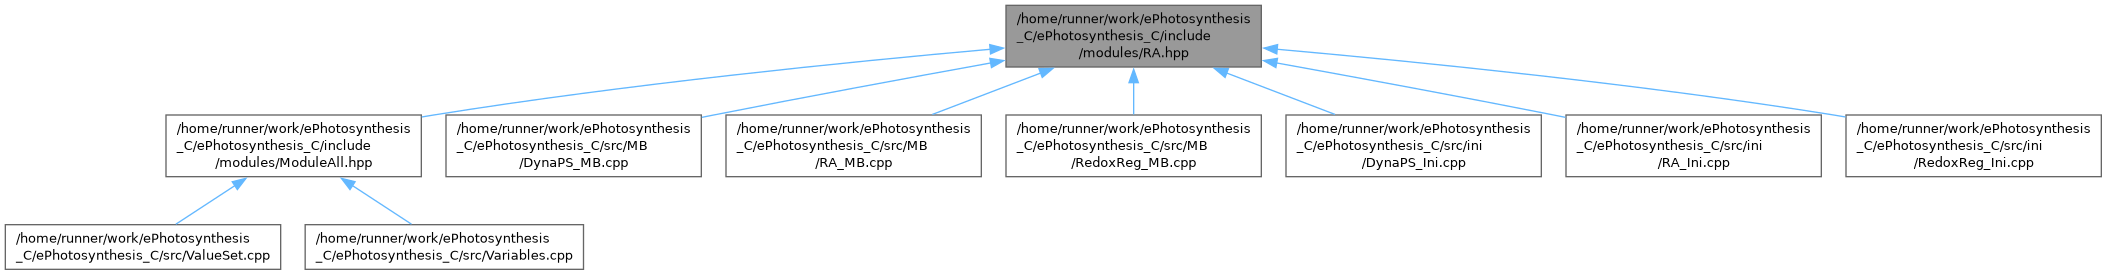 /home/runner/work/ePhotosynthesis
_C/ePhotosynthesis_C/include
/modules/RA.hpp
/home/runner/work/ePhotosynthesis
_C/ePhotosynthesis_C/include
/modules/ModuleAll.hpp
/home/runner/work/ePhotosynthesis
_C/ePhotosynthesis_C/src/MB
/DynaPS_MB.cpp
/home/runner/work/ePhotosynthesis
_C/ePhotosynthesis_C/src/MB
/RA_MB.cpp
/home/runner/work/ePhotosynthesis
_C/ePhotosynthesis_C/src/MB
/RedoxReg_MB.cpp
/home/runner/work/ePhotosynthesis
_C/ePhotosynthesis_C/src/ini
/DynaPS_Ini.cpp
/home/runner/work/ePhotosynthesis
_C/ePhotosynthesis_C/src/ini
/RA_Ini.cpp
/home/runner/work/ePhotosynthesis
_C/ePhotosynthesis_C/src/ini
/RedoxReg_Ini.cpp
/home/runner/work/ePhotosynthesis
_C/ePhotosynthesis_C/src/ValueSet.cpp
/home/runner/work/ePhotosynthesis
_C/ePhotosynthesis_C/src/Variables.cpp